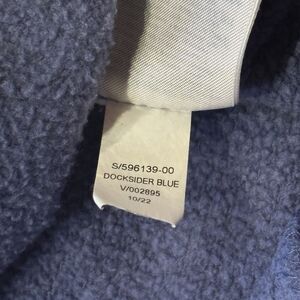 S/596139-00
DOCKSIDER BLUE
V/002895
10/22